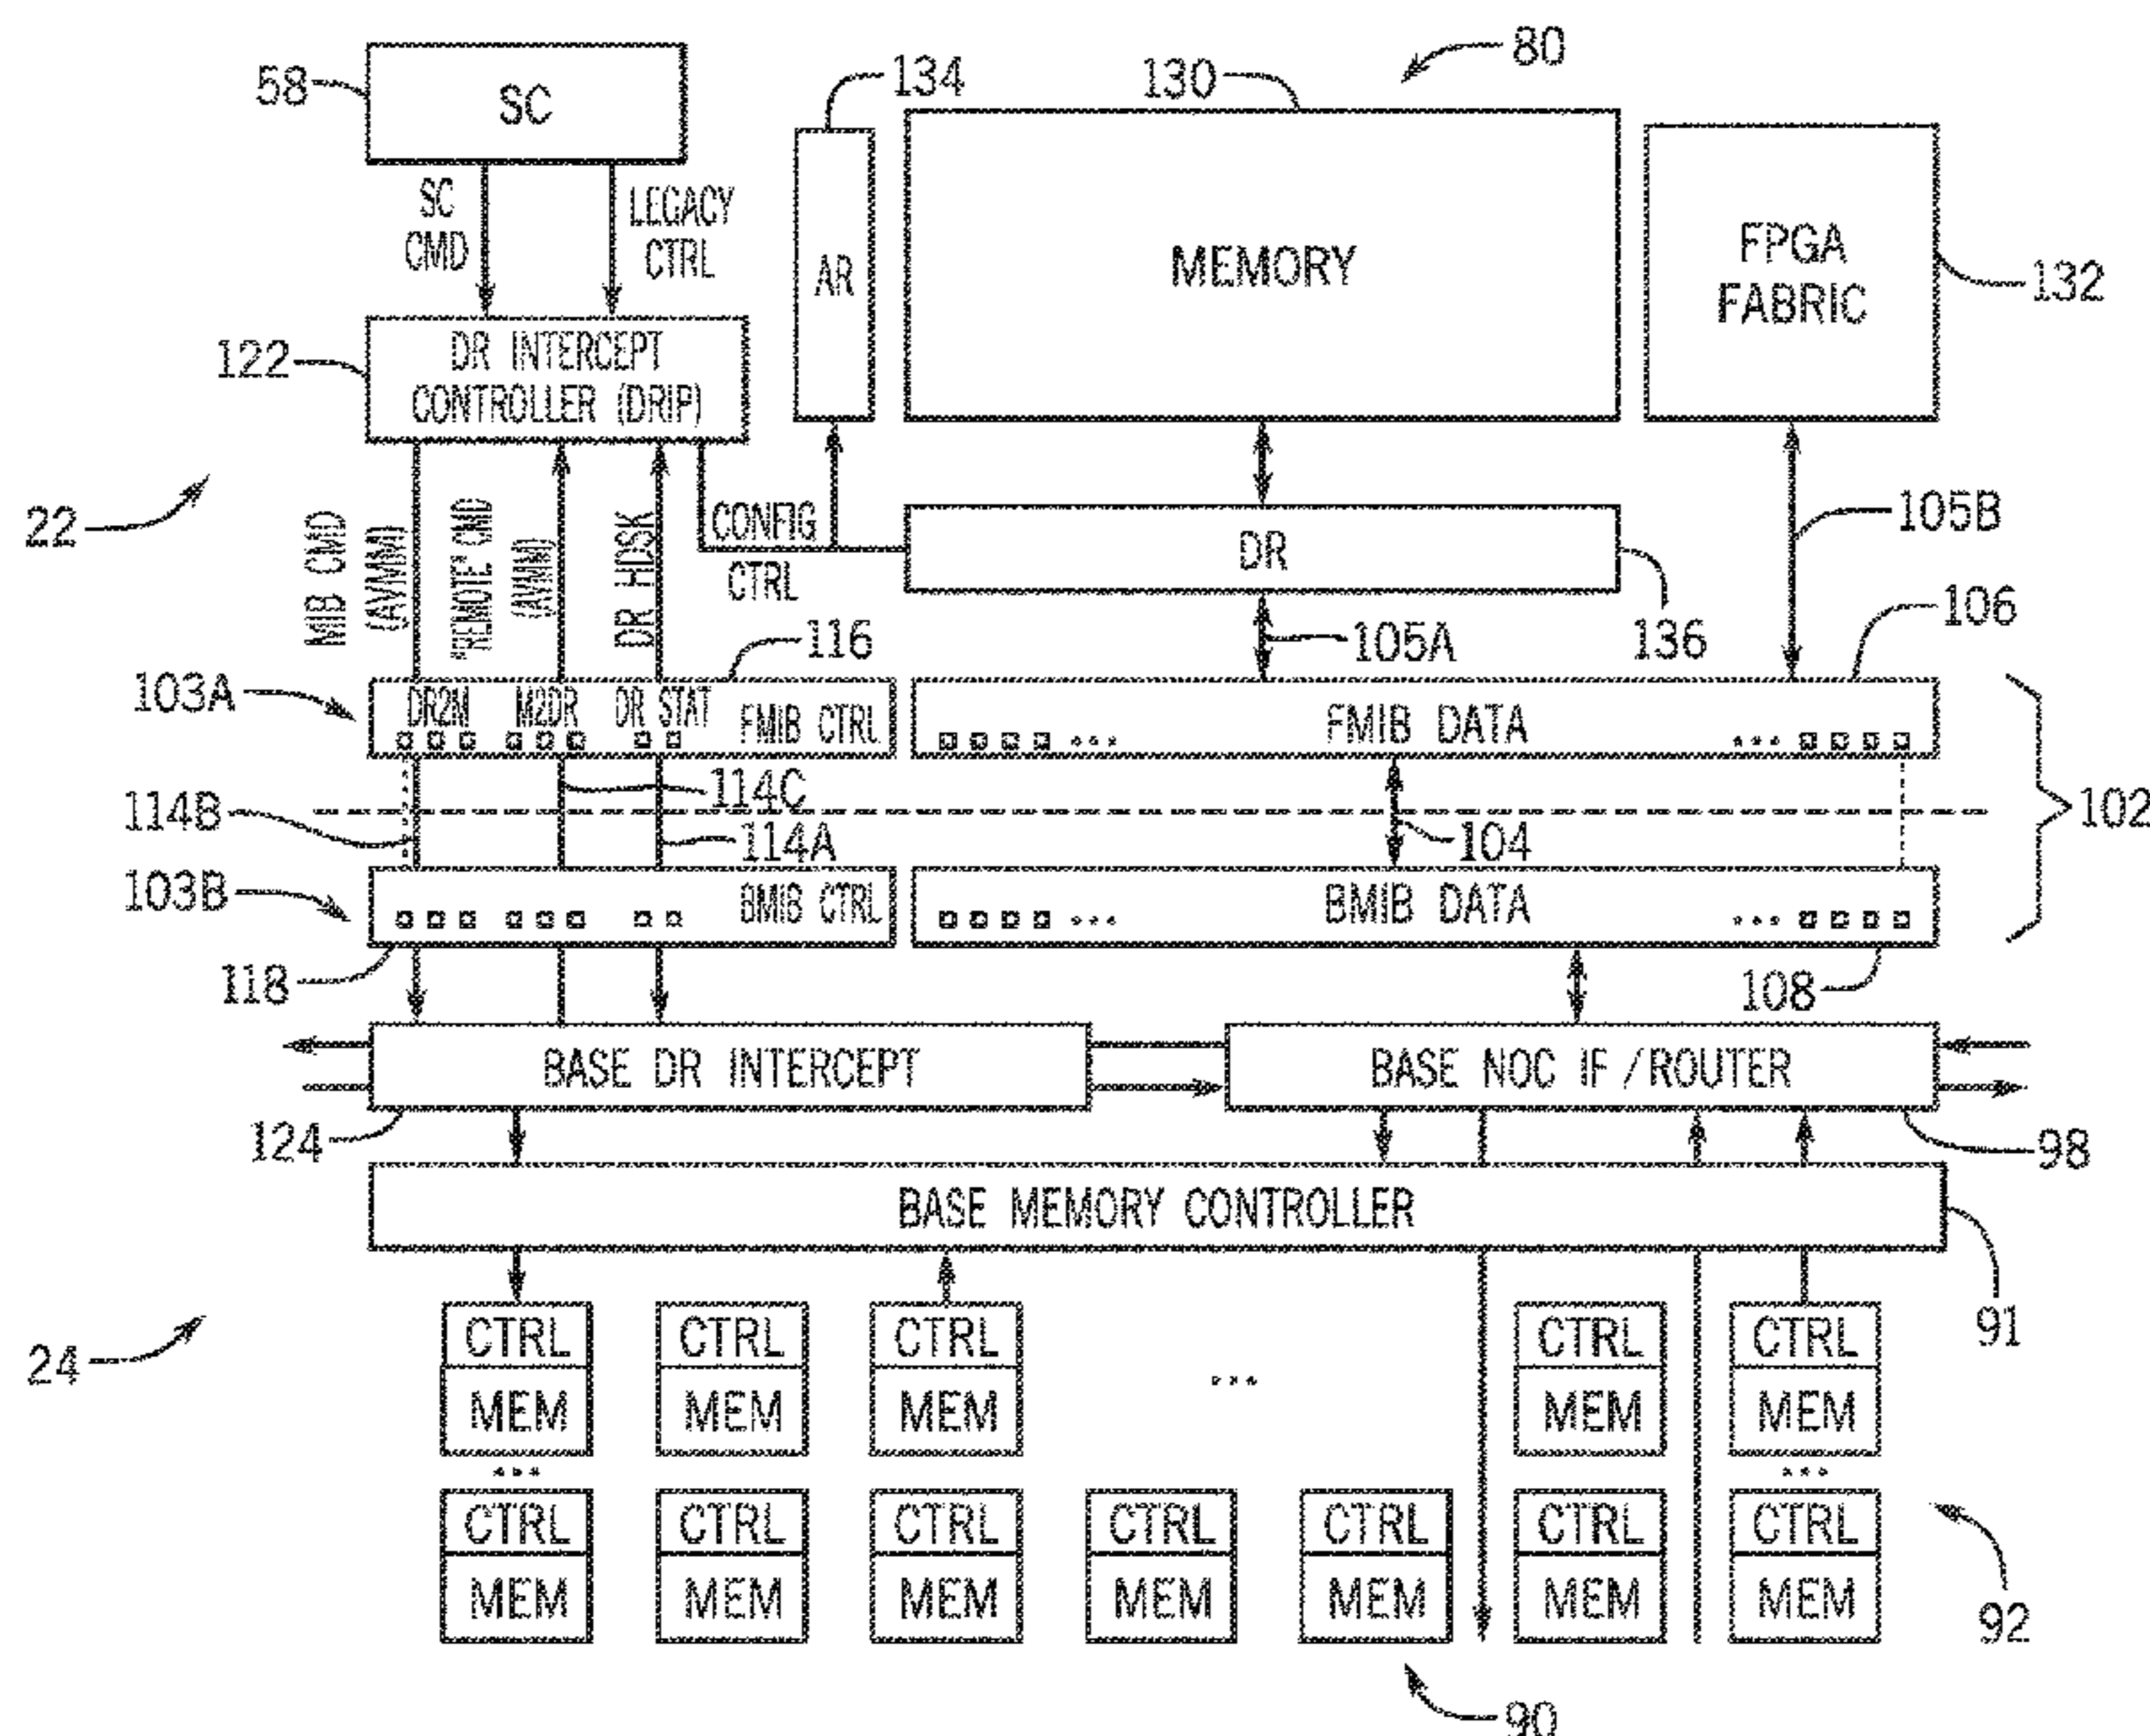 80
134
130
58
SC
SC
CMD
LEGACY
CTRL
AR
MEMORY
FPGA
FABRIC
132
122
DR INTERCEPT
CONTROLLER (DRIP)
22
MIB CMD
(AVMM)
"REMOTE" CMD
(AVMM)
DR HDSK
CONFIG
CTRL
DR
105B
136
106
116
105A
103A
DR2M M2DR DR STAT
FMIB CTRL
... FMIB DATA ...
114C
114B
104
102
114A
103B
BMIB CTRL
... BMIB DATA ...
118
108
BASE DR INTERCEPT
BASE NOC IF / ROUTER
124
98
BASE MEMORY CONTROLLER
91
24
CTRL CTRL CTRL CTRL CTRL
...
MEM MEM MEM MEM MEM
... ...
CTRL CTRL CTRL CTRL CTRL CTRL CTRL
MEM MEM MEM MEM MEM MEM MEM
92
90